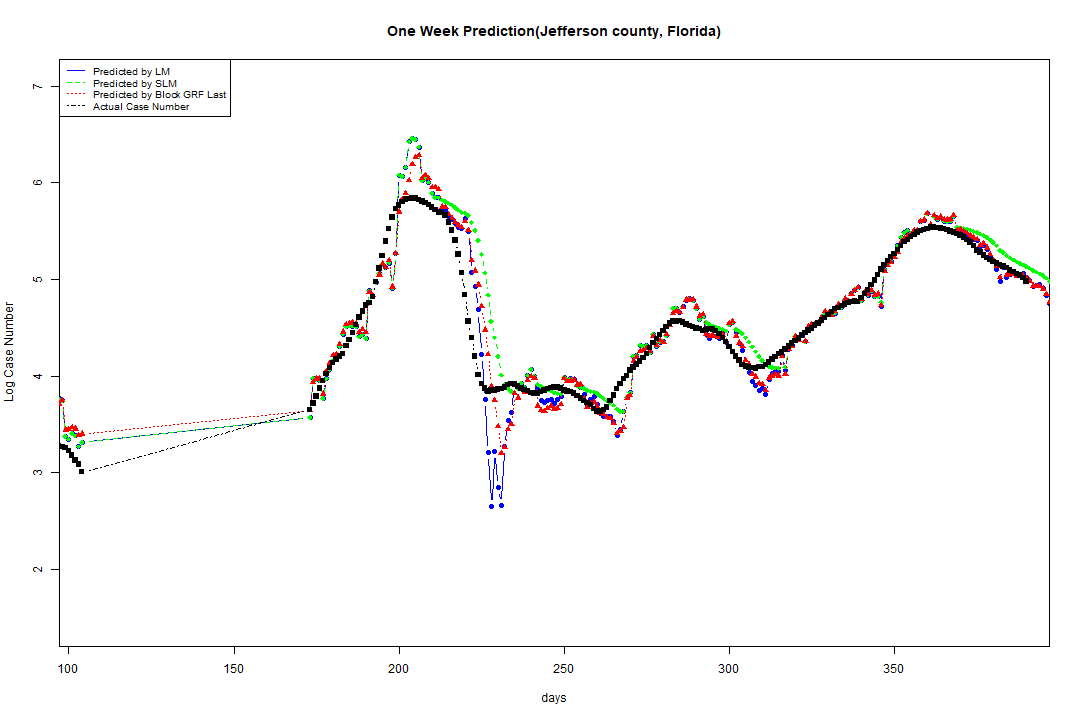 One Week Prediction(Jefferson county, Florida)
Predicted by LM
Predicted by SLM
Predicted by Block GRF Last
Actual Case Number
7
6
5
4
3
2
Log Case Number
100 150 200 250 300 350
days